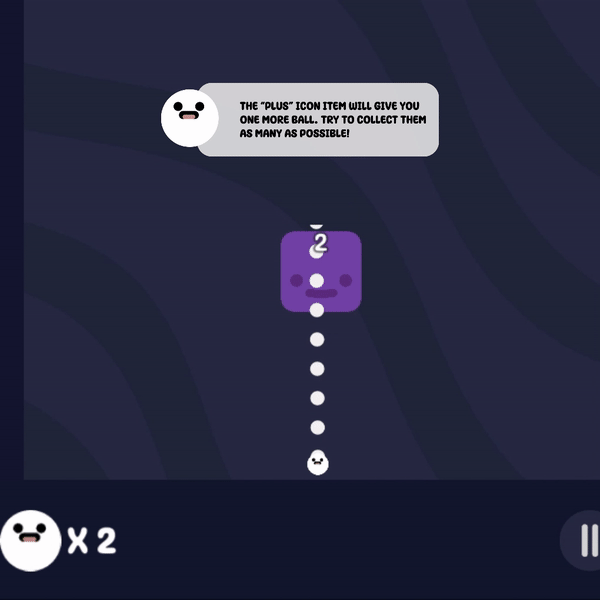 THE "PLUS" ICON ITEM WILL GIVE YOU
ONE MORE BALL. TRY TO COLLECT THEM
AS MANY AS POSSIBLE!
2
X 2